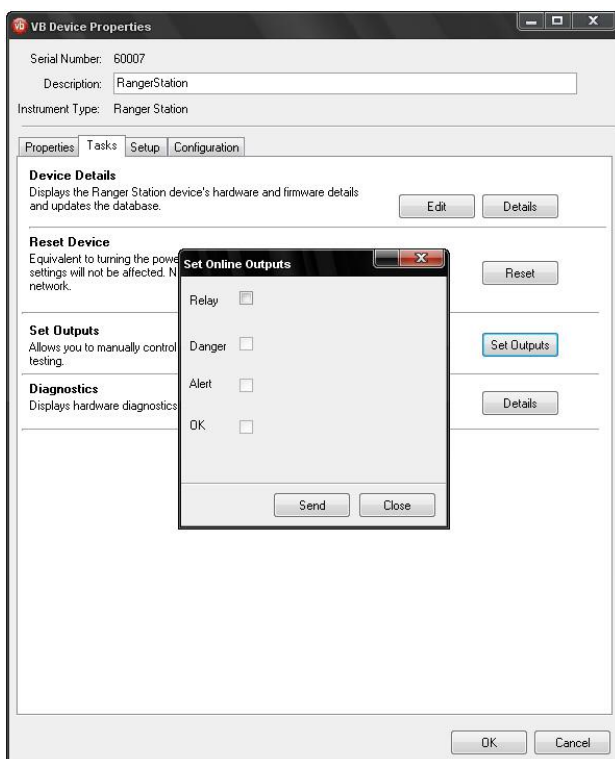 VB Device Properties
Serial Number: 60007
Description: RangerStation
Instrument Type: Ranger Station
Properties Tasks Setup Configuration
Device Details
Displays the Ranger Station device's hardware and firmware details
and updates the database.
Edit Details
Reset Device
Equivalent to turning the powe
settings will not be affected. N
network.
Reset
Set Outputs
Allows you to manually control
testing.
Set Outputs
Diagnostics
Displays hardware diagnostics
Details
Set Online Outputs
Relay
Danger
Alert
OK
Send Close
OK Cancel